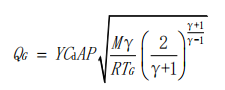 Q_G = YC_dAP√(Mγ/RT_G (2/γ+1)^(γ+1/γ−1))